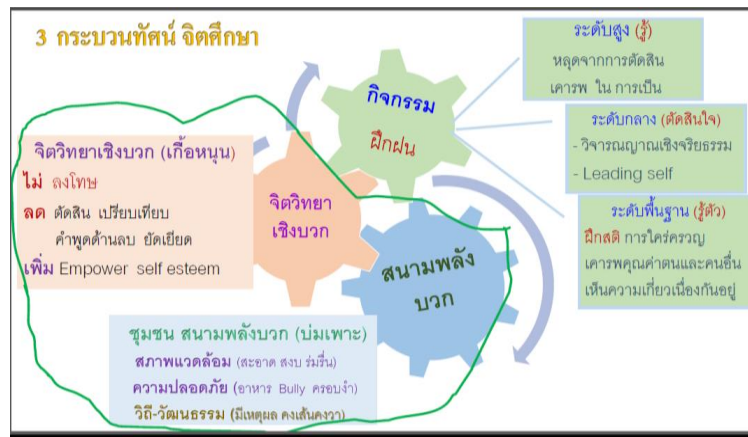 3 กระบวนทัศน์ จิตศึกษา
ระดับสูง (รู้)
หลุดจากการตัดสิน
เคารพ ใน การเป็น
กิจกรรม
ฝึกฝน
ระดับกลาง (ตัดสินใจ)
- วิจารณญาณเชิงจริยธรรม
- Leading self
ระดับพื้นฐาน (รู้ตัว)
ฝึกสติ การใคร่ครวญ
เคารพคุณค่าตนและคนอื่น
เห็นความเกี่ยวเนื่องกันอยู่
จิตวิทยาเชิงบวก (เกื้อหนุน)
ไม่ ลงโทษ
ลด ตัดสิน เปรียบเทียบ
คำพูดด้านลบ ยัดเยียด
เพิ่ม Empower self esteem
จิตวิทยา
เชิงบวก
สนามพลัง
บวก
ชุมชน สนามพลังบวก (บ่มเพาะ)
สภาพแวดล้อม (สะอาด สงบ ร่มรื่น)
ความปลอดภัย (อาหาร Bully ครอบงำ)
วิถี-วัฒนธรรม (มีเหตุผล คงเส้นคงวา)